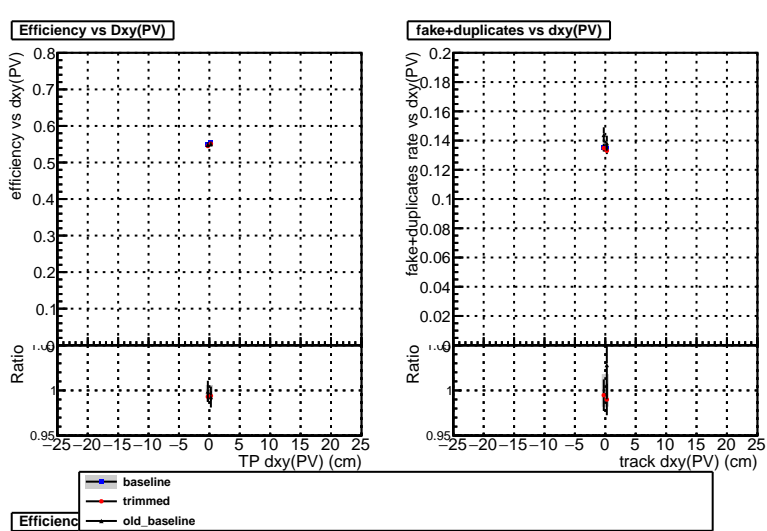 Efficiency vs Dxy(PV)
efficiency vs dxy(PV)
0.8
0.7
0.6
0.5
0.4
0.3
0.2
0.1
0
Ratio
1
0.95
−25 −20 −15 −10 −5 0 5 10 15 20 25
TP dxy(PV) (cm)
fake+duplicates vs dxy(PV)
fake+duplicates rate vs dxy(PV)
0.2
0.18
0.16
0.14
0.12
0.1
0.08
0.06
0.04
0.02
0
Ratio
1
0.95
−25 −20 −15 −10 −5 0 5 10 15 20 25
track dxy(PV) (cm)
baseline
trimmed
old_baseline
Efficienc